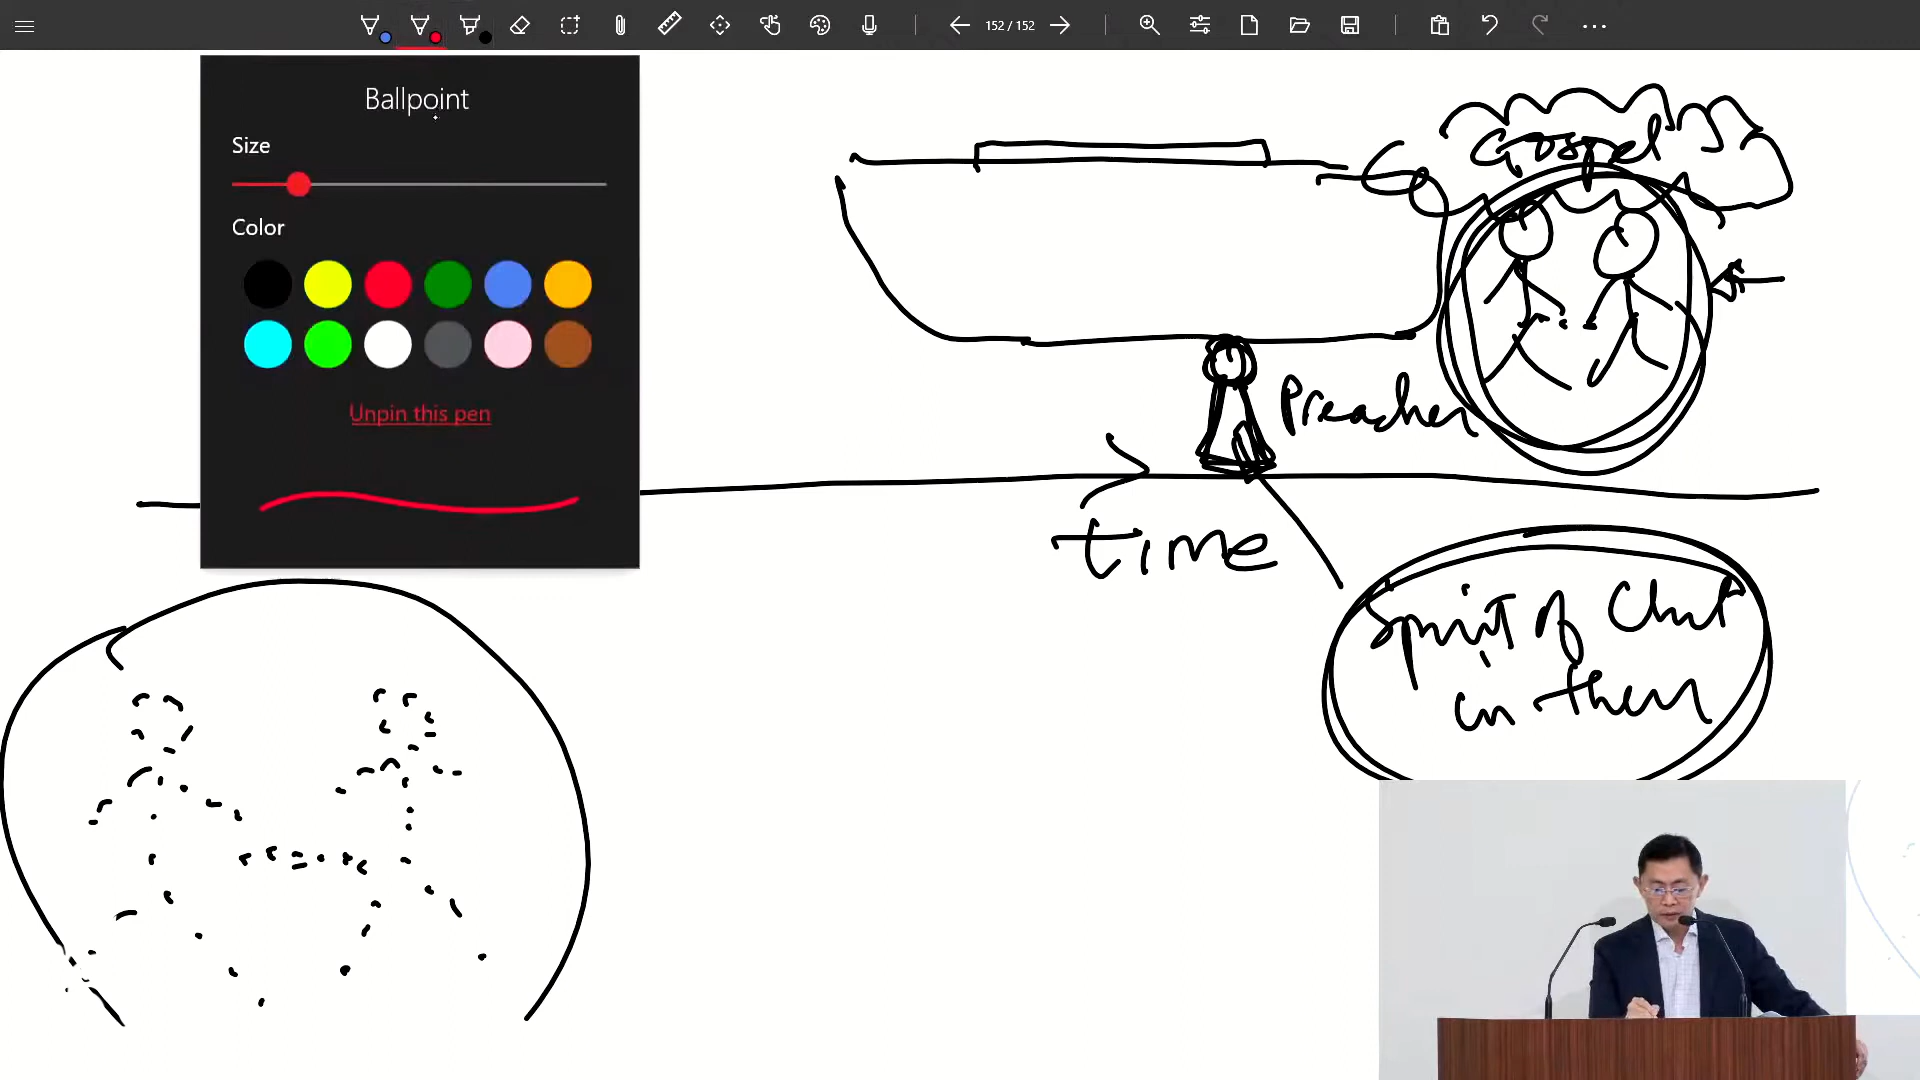 152 / 152
Ballpoint
Size
Color
Unpin this pen
Gospel
Preacher
time
Spirit of Christ
in them